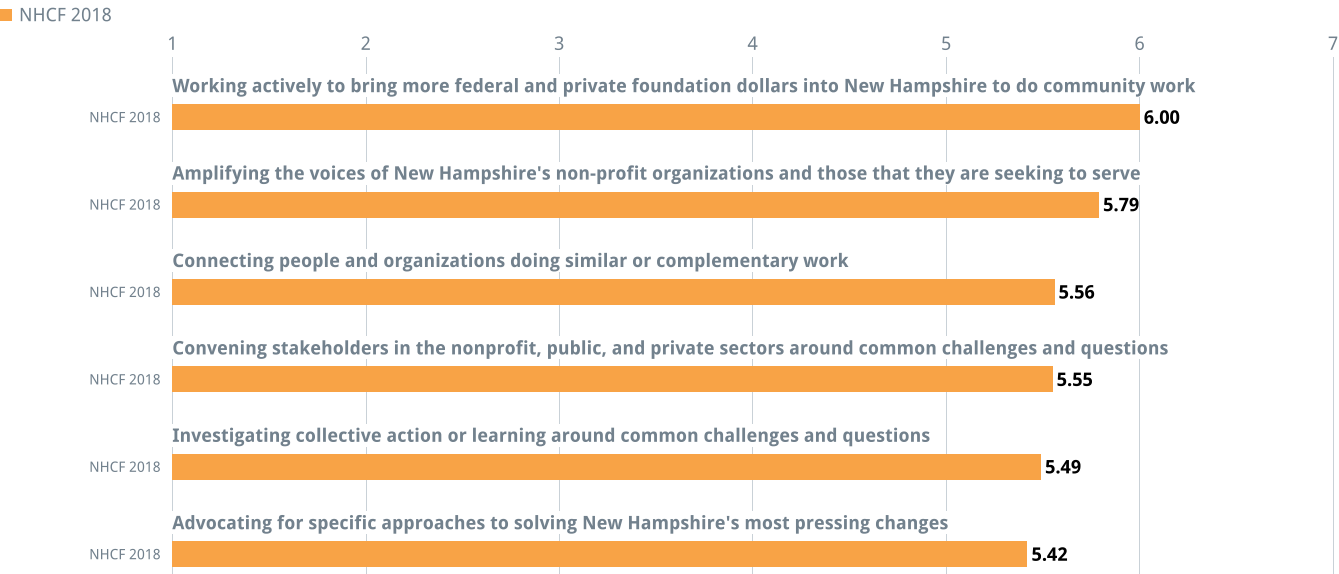 NHCF 2018
1 2 3 4 5 6 7
Working actively to bring more federal and private foundation dollars into New Hampshire to do community work
NHCF 2018 6.00
Amplifying the voices of New Hampshire's non-profit organizations and those that they are seeking to serve
NHCF 2018 5.79
Connecting people and organizations doing similar or complementary work
NHCF 2018 5.56
Convening stakeholders in the nonprofit, public, and private sectors around common challenges and questions
NHCF 2018 5.55
Investigating collective action or learning around common challenges and questions
NHCF 2018 5.49
Advocating for specific approaches to solving New Hampshire's most pressing changes
NHCF 2018 5.42